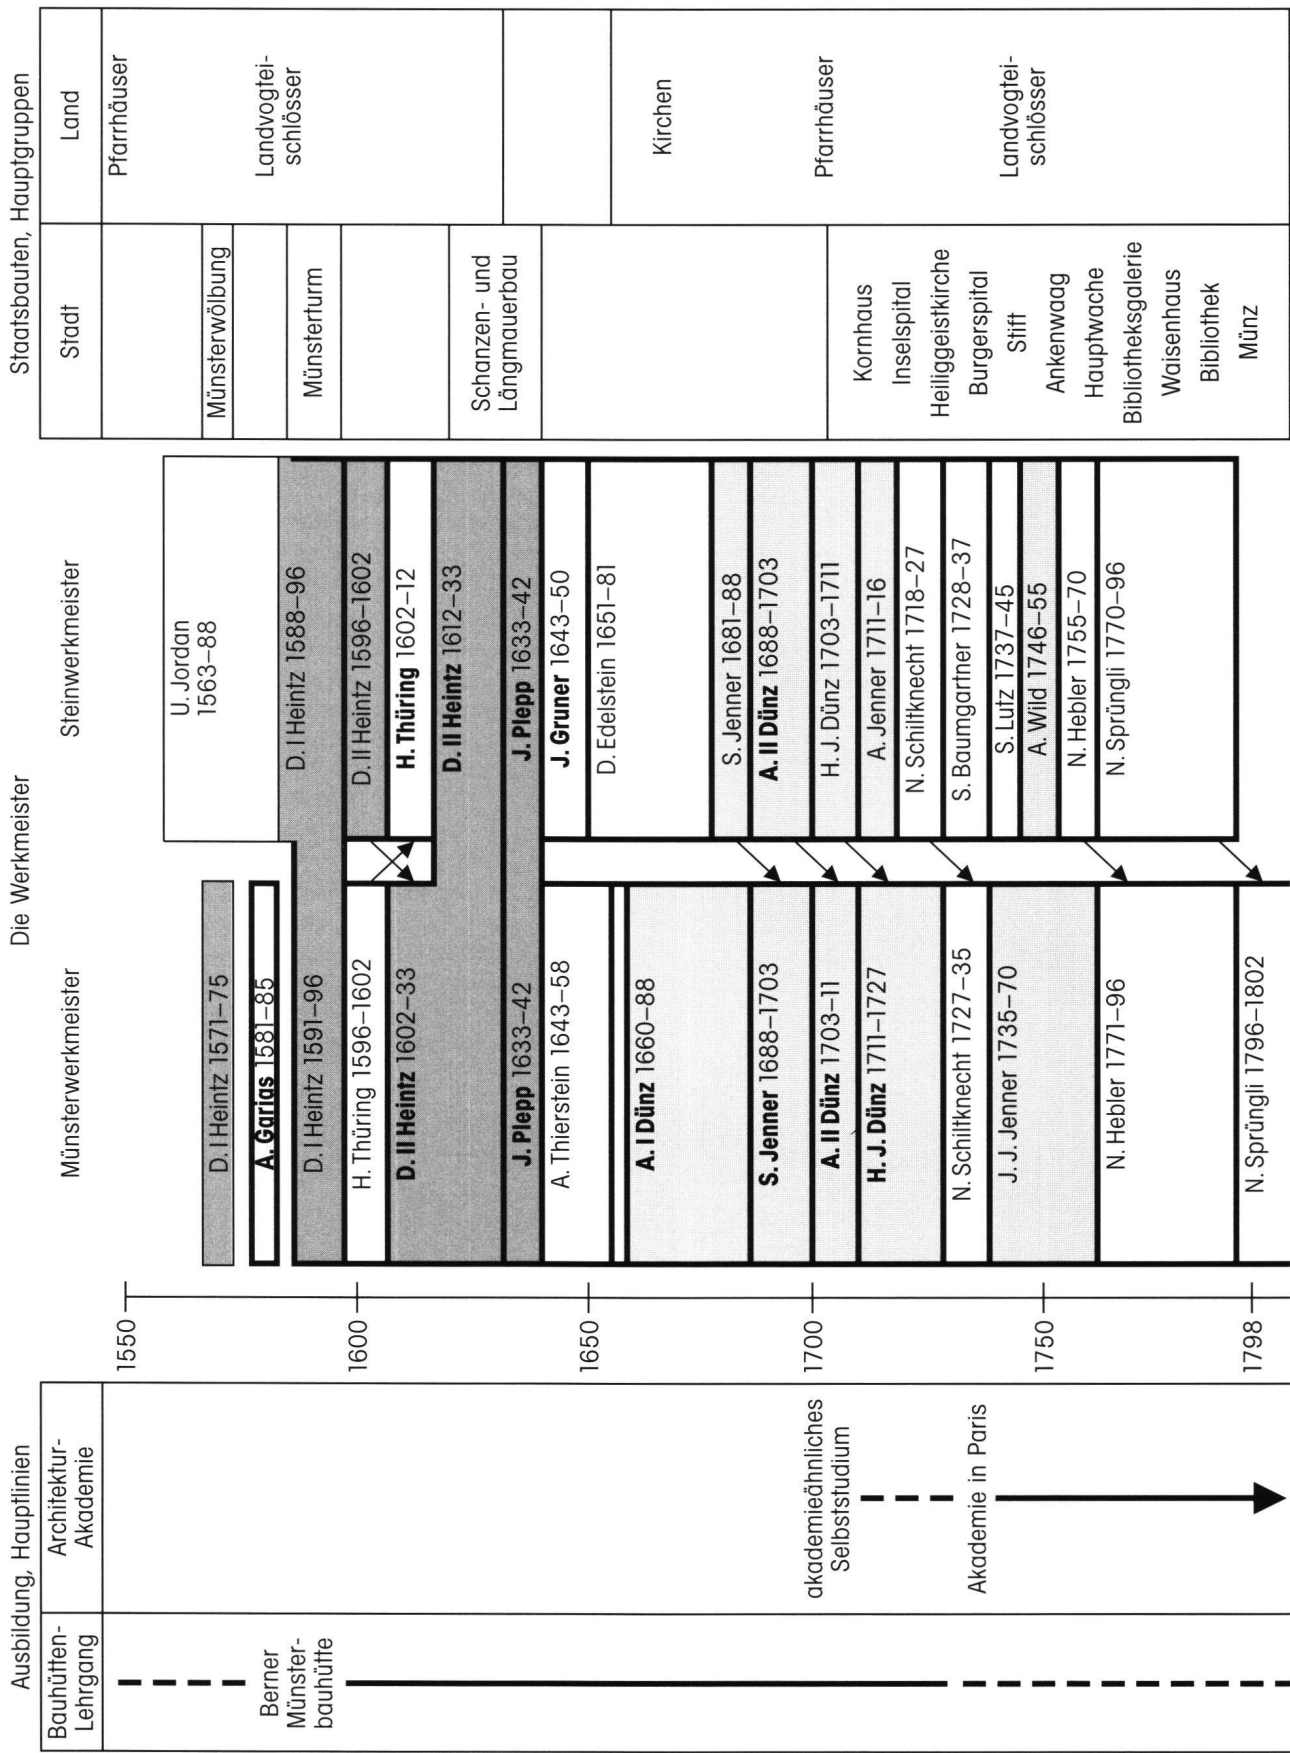 Ausbildung, Hauptlinien
Bauhütten-
Lehrgang
Architektur-
Akademie
Berner
Münster-
bauhütte
akademieähnliches
Selbststudium
Akademie in Paris
1550
1600
1650
1700
1750
1798
Die Werkmeister
Münsterwerkmeister
D. I Heintz 1571–75
A. Garias 1581–85
D. I Heintz 1591–96
H. Thüring 1596–1602
D. II Heintz 1602–33
J. Plepp 1633–42
A. Thierstein 1643–58
A. I Dünz 1660–88
S. Jenner 1688–1703
A. II Dünz 1703–11
H. J. Dünz 1711–1727
N. Schiltknecht 1727–35
J. J. Jenner 1735–70
N. Hebler 1771–96
N. Sprüngli 1796–1802
Steinwerkmeister
U. Jordan
1563–88
D. I Heintz 1588–96
D. II Heintz 1596–1602
H. Thüring 1602–12
D. II Heintz 1612–33
J. Plepp 1633–42
J. Gruner 1643–50
D. Edelstein 1651–81
S. Jenner 1681–88
A. II Dünz 1688–1703
H. J. Dünz 1703–1711
A. Jenner 1711–16
N. Schiltknecht 1718–27
S. Baumgartner 1728–37
S. Lutz 1737–45
A. Wild 1746–55
N. Hebler 1755–70
N. Sprüngli 1770–96
Staatsbauten, Hauptgruppen
Stadt
Münsterwölbung
Münsterturm
Schanzen- und
Längmauerbau
Kornhaus
Inselspital
Heiliggeistkirche
Burgerspital
Stift
Ankenwaag
Hauptwache
Bibliotheksgalerie
Waisenhaus
Bibliothek
Münz
Land
Pfarrhäuser
Landvogtei-
schlösser
Kirchen
Pfarrhäuser
Landvogtei-
schlösser